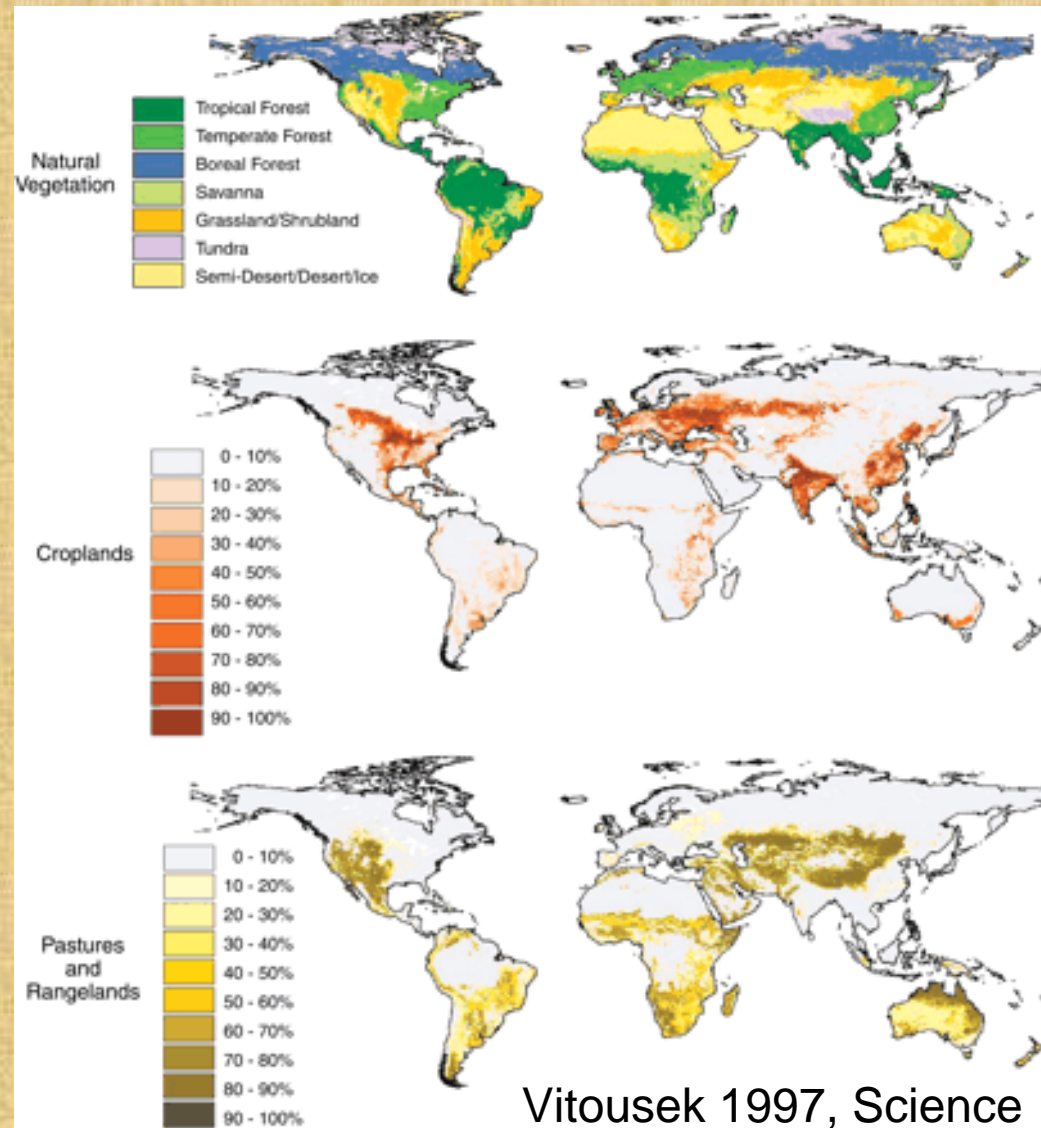 Natural
Vegetation
Tropical Forest
Temperate Forest
Boreal Forest
Savanna
Grassland/Shrubland
Tundra
Semi-Desert/Desert/Ice
Croplands
0 - 10%
10 - 20%
20 - 30%
30 - 40%
40 - 50%
50 - 60%
60 - 70%
70 - 80%
80 - 90%
90 - 100%
Pastures
and
Rangelands
0 - 10%
10 - 20%
20 - 30%
30 - 40%
40 - 50%
50 - 60%
60 - 70%
70 - 80%
80 - 90%
90 - 100%
Vitousek 1997, Science